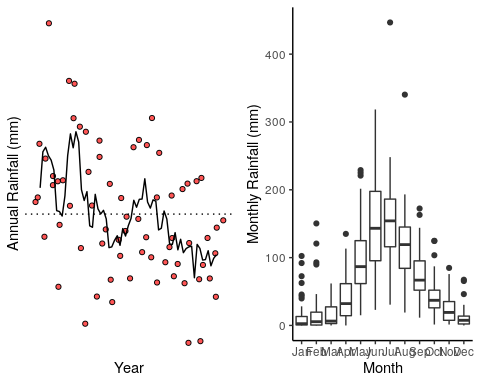 Annual Rainfall (mm)
Year
Monthly Rainfall (mm)
400
300
200
100
0
Jan Feb Mar Apr May Jun Jul Aug Sep Oct Nov Dec
Month